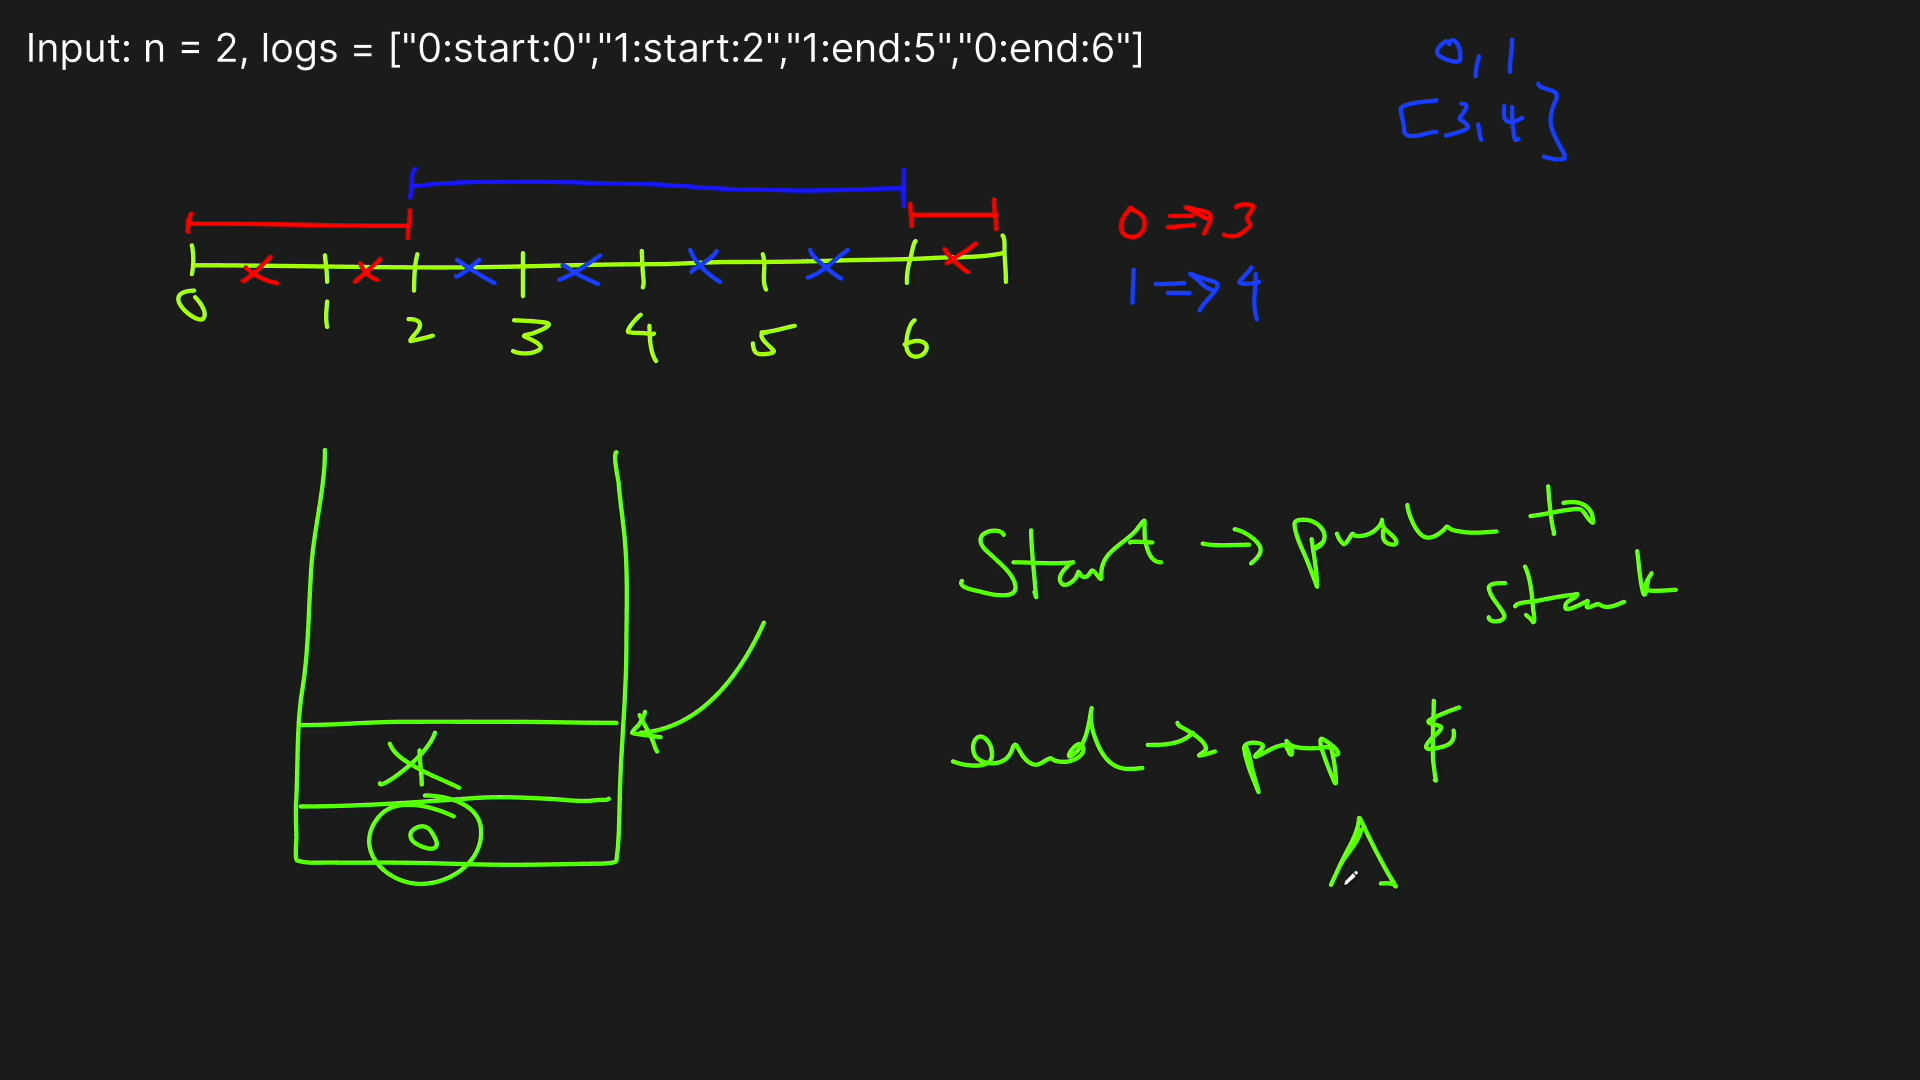 Input: n = 2, logs = ["0:start:0","1:start:2","1:end:5","0:end:6"]
0, 1
[3, 4]
0 => 3
1 => 4
0 1 2 3 4 5 6
Start → push to
stack
end → pop &
1
0